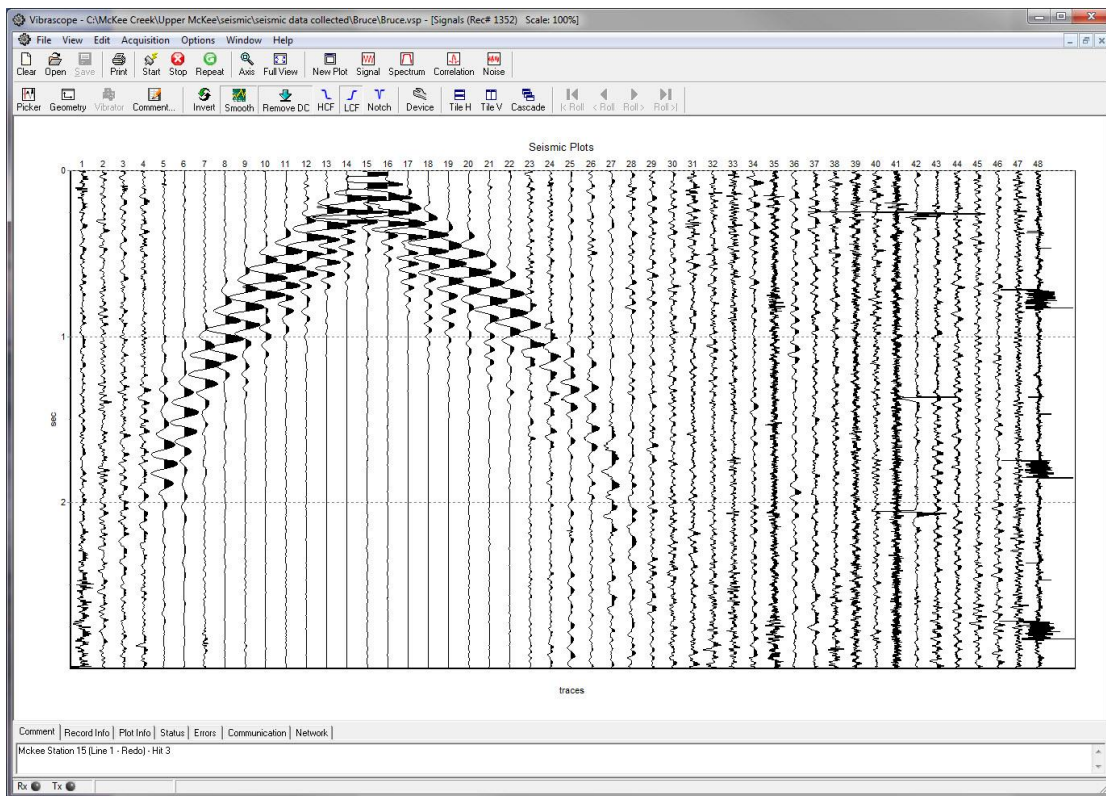 Vibrascope - C:\McKee Creek\Upper McKee\seismic\seismic data collected\Bruce\Bruce.vsp - [Signals (Rec# 1352) Scale: 100%]
File View Edit Acquisition Options Window Help
Clear Open Save Print Start Stop Repeat Axis Full View New Plot Signal Spectrum Correlation Noise
Picker Geometry Vibrator Comment... Invert Smooth Remove DC HCF LCF Notch Device Tile H Tile V Cascade |< Roll < Roll Roll > Roll >|
Seismic Plots
1 2 3 4 5 6 7 8 9 10 11 12 13 14 15 16 17 18 19 20 21 22 23 24 25 26 27 28 29 30 31 32 33 34 35 36 37 38 39 40 41 42 43 44 45 46 47 48
0
1
sec
2
traces
Comment Record Info Plot Info Status Errors Communication Network
Mckee Station 15 (Line 1 - Redo) - Hit 3
Rx Tx